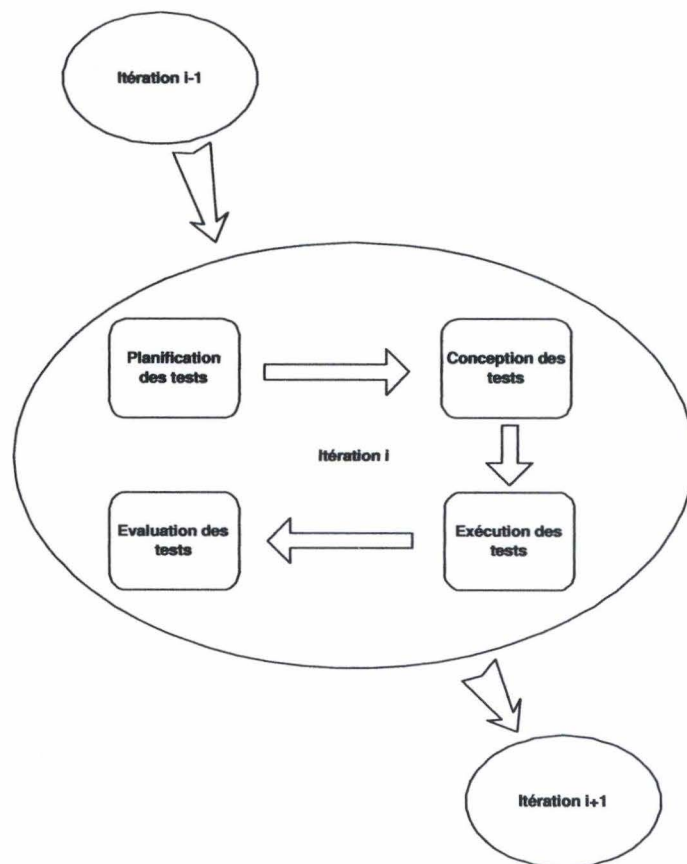 Itération i-1
Planification
des tests
Conception des
tests
Itération i
Evaluation des
tests
Exécution des
tests
Itération i+1